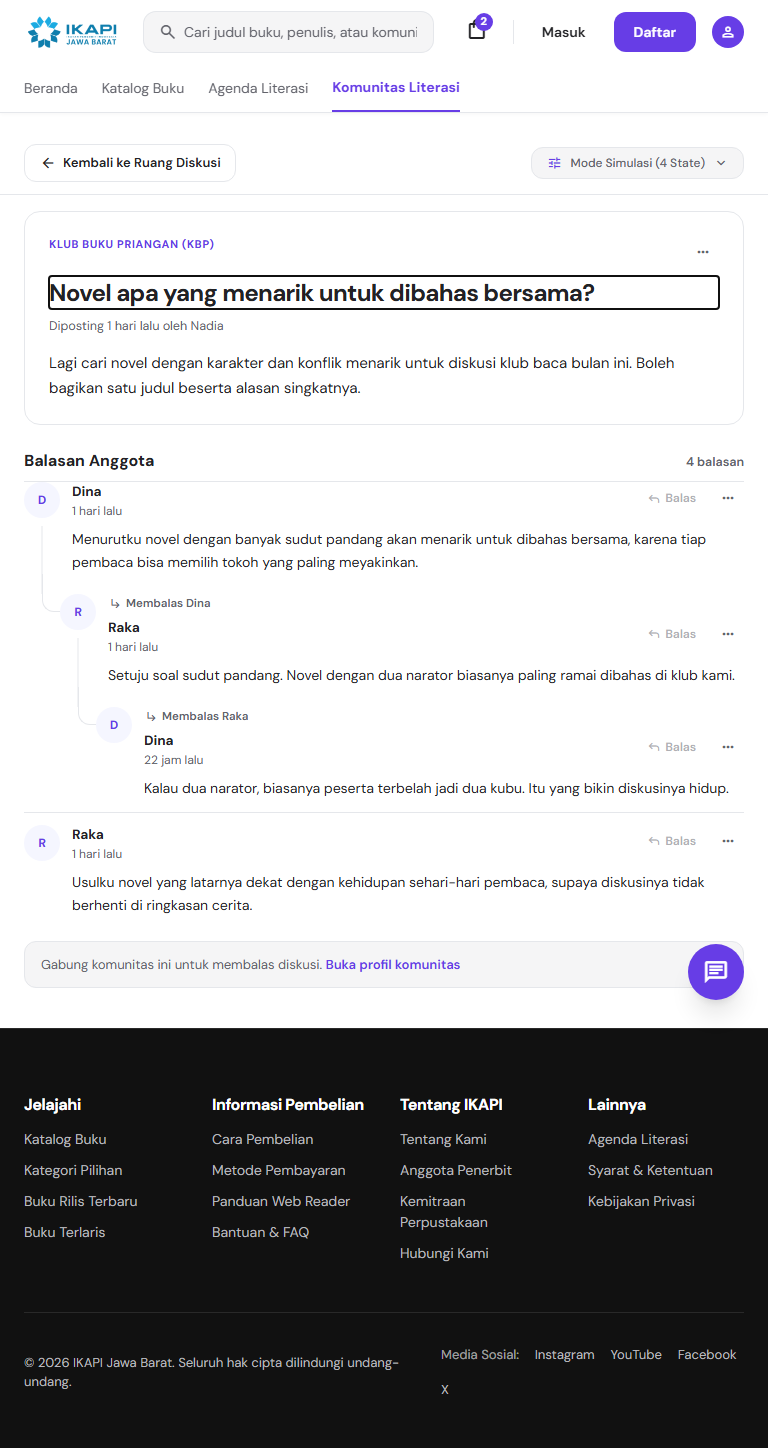 IKAPI
JAWA BARAT
Cari judul buku, penulis, atau komuni
2
Masuk
Daftar
Beranda
Katalog Buku
Agenda Literasi
Komunitas Literasi
Kembali ke Ruang Diskusi
Mode Simulasi (4 State)
KLUB BUKU PRIANGAN (KBP)
Novel apa yang menarik untuk dibahas bersama?
Diposting 1 hari lalu oleh Nadia
Lagi cari novel dengan karakter dan konflik menarik untuk diskusi klub baca bulan ini. Boleh
bagikan satu judul beserta alasan singkatnya.
Balasan Anggota
4 balasan
D
Dina
1 hari lalu
Balas
Menurutku novel dengan banyak sudut pandang akan menarik untuk dibahas bersama, karena tiap
pembaca bisa memilih tokoh yang paling meyakinkan.
R
Membalas Dina
Raka
1 hari lalu
Balas
Setuju soal sudut pandang. Novel dengan dua narator biasanya paling ramai dibahas di klub kami.
D
Membalas Raka
Dina
22 jam lalu
Balas
Kalau dua narator, biasanya peserta terbelah jadi dua kubu. Itu yang bikin diskusinya hidup.
R
Raka
1 hari lalu
Balas
Usulku novel yang latarnya dekat dengan kehidupan sehari-hari pembaca, supaya diskusinya tidak
berhenti di ringkasan cerita.
Gabung komunitas ini untuk membalas diskusi. Buka profil komunitas
Jelajahi
Katalog Buku
Kategori Pilihan
Buku Rilis Terbaru
Buku Terlaris
Informasi Pembelian
Cara Pembelian
Metode Pembayaran
Panduan Web Reader
Bantuan & FAQ
Tentang IKAPI
Tentang Kami
Anggota Penerbit
Kemitraan
Perpustakaan
Hubungi Kami
Lainnya
Agenda Literasi
Syarat & Ketentuan
Kebijakan Privasi
© 2026 IKAPI Jawa Barat. Seluruh hak cipta dilindungi undang-
undang.
Media Sosial:
Instagram
YouTube
Facebook
X